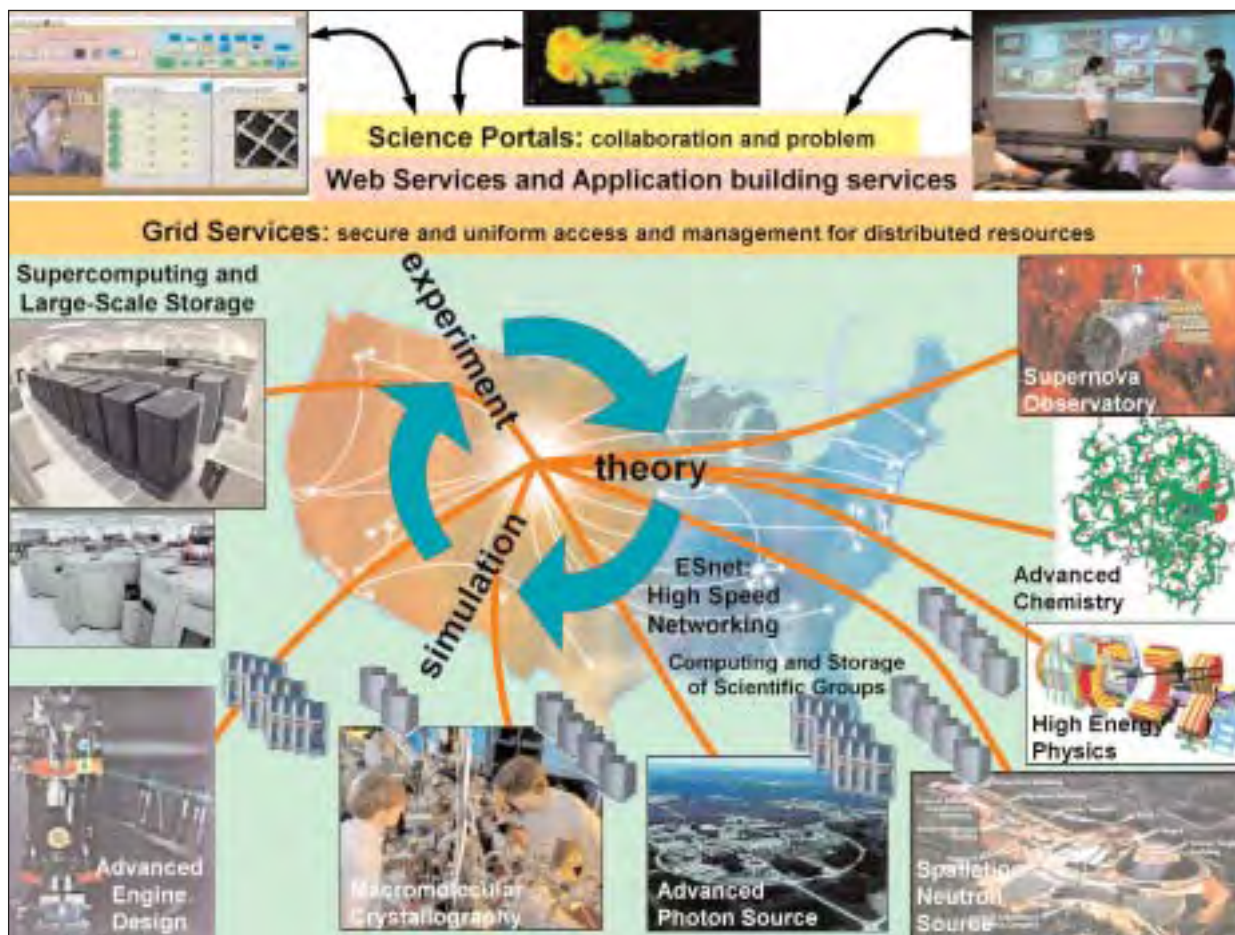 Science Portals: collaboration and problem
Web Services and Application building services
Grid Services: secure and uniform access and management for distributed resources
Supercomputing and
Large-Scale Storage
experiment
theory
simulation
Supernova
Observatory
ESnet:
High Speed
Networking
Advanced
Chemistry
Computing and Storage
of Scientific Groups
High Energy
Physics
Advanced
Engine
Design
Macromolecular
Crystallography
Advanced
Photon Source
Spallation
Neutron
Source